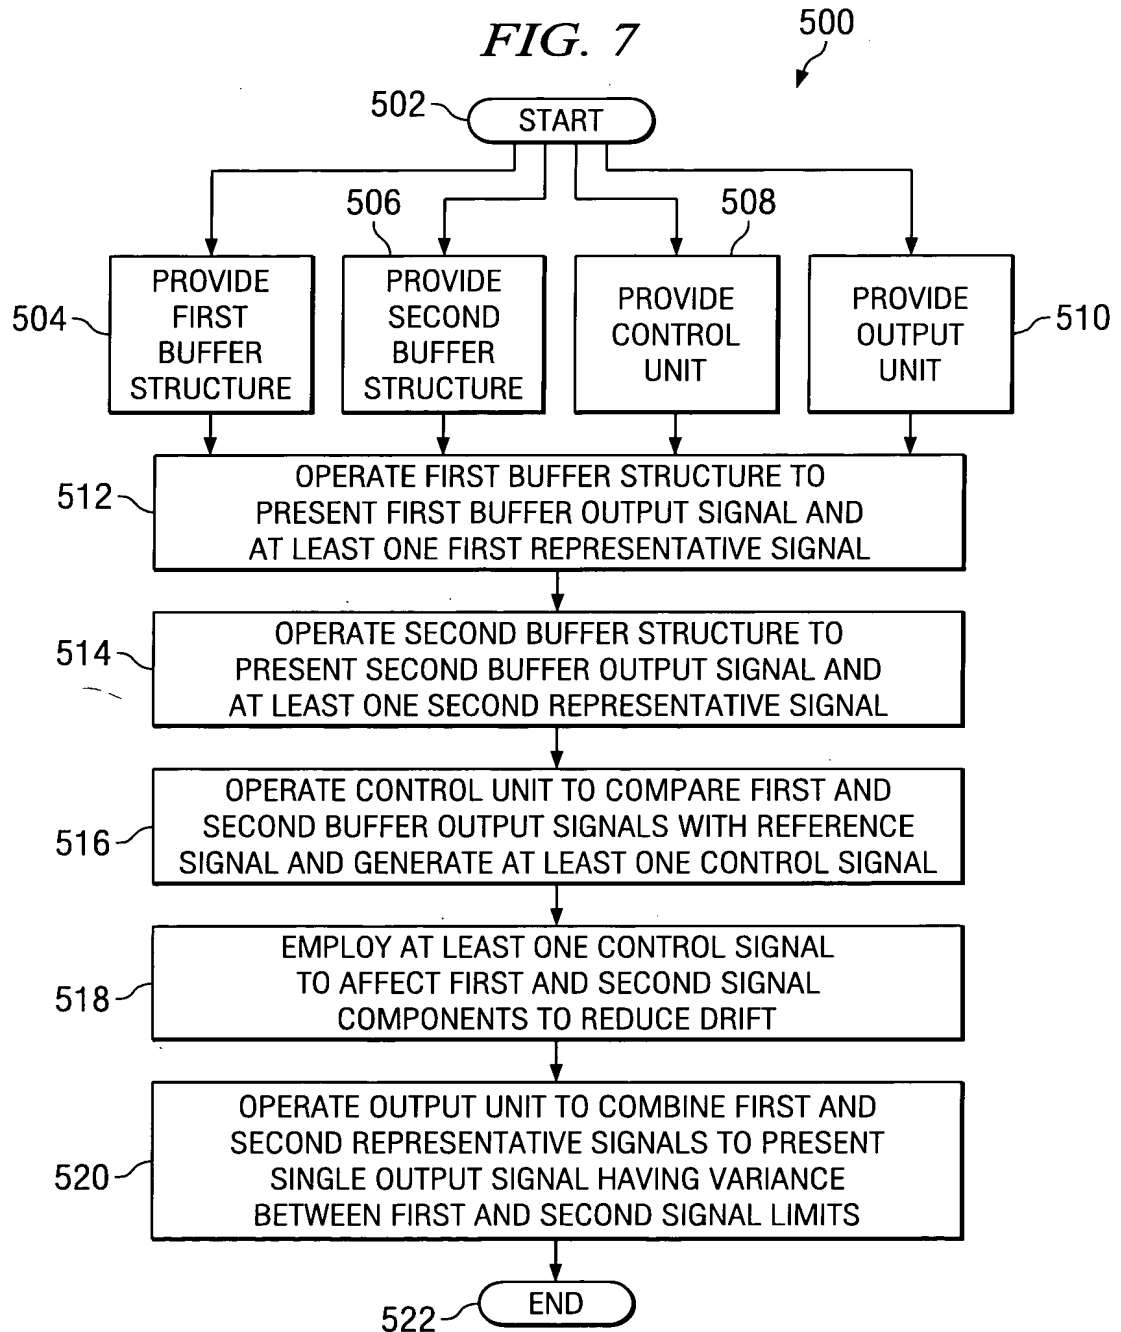 FIG. 7
500
502
START
506
508
504
PROVIDE
FIRST
BUFFER
STRUCTURE
PROVIDE
SECOND
BUFFER
STRUCTURE
PROVIDE
CONTROL
UNIT
PROVIDE
OUTPUT
UNIT
510
512
OPERATE FIRST BUFFER STRUCTURE TO
PRESENT FIRST BUFFER OUTPUT SIGNAL AND
AT LEAST ONE FIRST REPRESENTATIVE SIGNAL
514
OPERATE SECOND BUFFER STRUCTURE TO
PRESENT SECOND BUFFER OUTPUT SIGNAL AND
AT LEAST ONE SECOND REPRESENTATIVE SIGNAL
516
OPERATE CONTROL UNIT TO COMPARE FIRST AND
SECOND BUFFER OUTPUT SIGNALS WITH REFERENCE
SIGNAL AND GENERATE AT LEAST ONE CONTROL SIGNAL
518
EMPLOY AT LEAST ONE CONTROL SIGNAL
TO AFFECT FIRST AND SECOND SIGNAL
COMPONENTS TO REDUCE DRIFT
520
OPERATE OUTPUT UNIT TO COMBINE FIRST AND
SECOND REPRESENTATIVE SIGNALS TO PRESENT
SINGLE OUTPUT SIGNAL HAVING VARIANCE
BETWEEN FIRST AND SECOND SIGNAL LIMITS
522
END